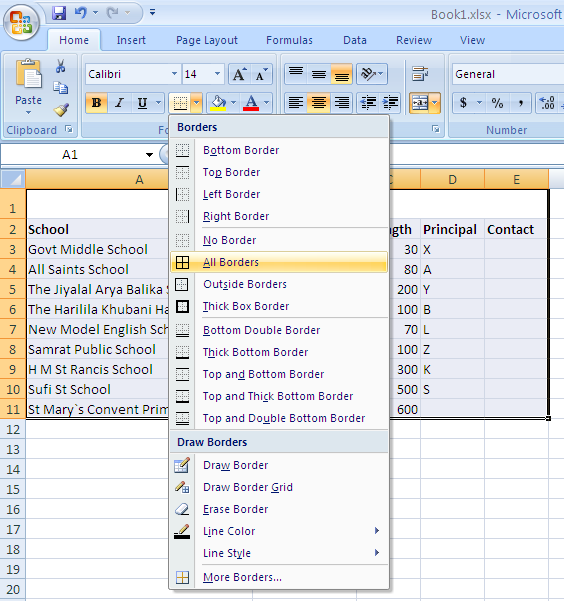 Book1.xlsx - Microsoft
Home Insert Page Layout Formulas Data Review View
Paste
Calibri 14 A A
General
B I U A
$ % , .00
Clipboard Number
A1
Borders
Bottom Border
Top Border
Left Border
Right Border
No Border
All Borders
Outside Borders
Thick Box Border
Bottom Double Border
Thick Bottom Border
Top and Bottom Border
Top and Thick Bottom Border
Top and Double Bottom Border
Draw Borders
Draw Border
Draw Border Grid
Erase Border
Line Color
Line Style
More Borders...
A D E
1
2 School Principal Contact
3 Govt Middle School 30 X
4 All Saints School 80 A
5 The Jiyalal Arya Balika 200 Y
6 The Harilila Khubani 100 B
7 New Model English 70 L
8 Samrat Public School 100 Z
9 H M St Rancis School 300 K
10 Sufi St School 500 S
11 St Mary`s Convent 600
12
13
14
15
16
17
18
19
20